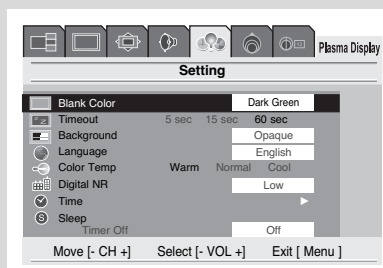 Plasma Display
Setting
Blank Color Dark Green
Timeout 5 sec 15 sec 60 sec
Background Opaque
Language English
Color Temp Warm Normal Cool
Digital NR Low
Time
Sleep
Timer Off Off
Move [- CH +] Select [- VOL +] Exit [ Menu ]